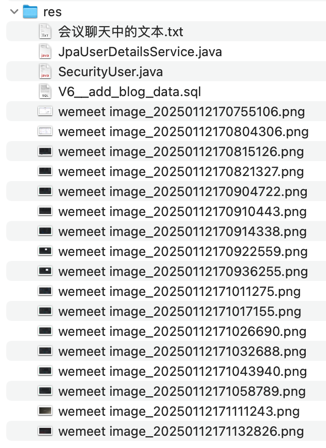 res
会议聊天中的文本.txt
JpaUserDetailsService.java
SecurityUser.java
V6__add_blog_data.sql
wemeet image_20250112170755106.png
wemeet image_20250112170804306.png
wemeet image_20250112170815126.png
wemeet image_20250112170821327.png
wemeet image_20250112170904722.png
wemeet image_20250112170910443.png
wemeet image_20250112170914338.png
wemeet image_20250112170922559.png
wemeet image_20250112170936255.png
wemeet image_20250112171011275.png
wemeet image_20250112171017155.png
wemeet image_20250112171026690.png
wemeet image_20250112171032688.png
wemeet image_20250112171043940.png
wemeet image_20250112171058789.png
wemeet image_20250112171111243.png
wemeet image_20250112171132826.png